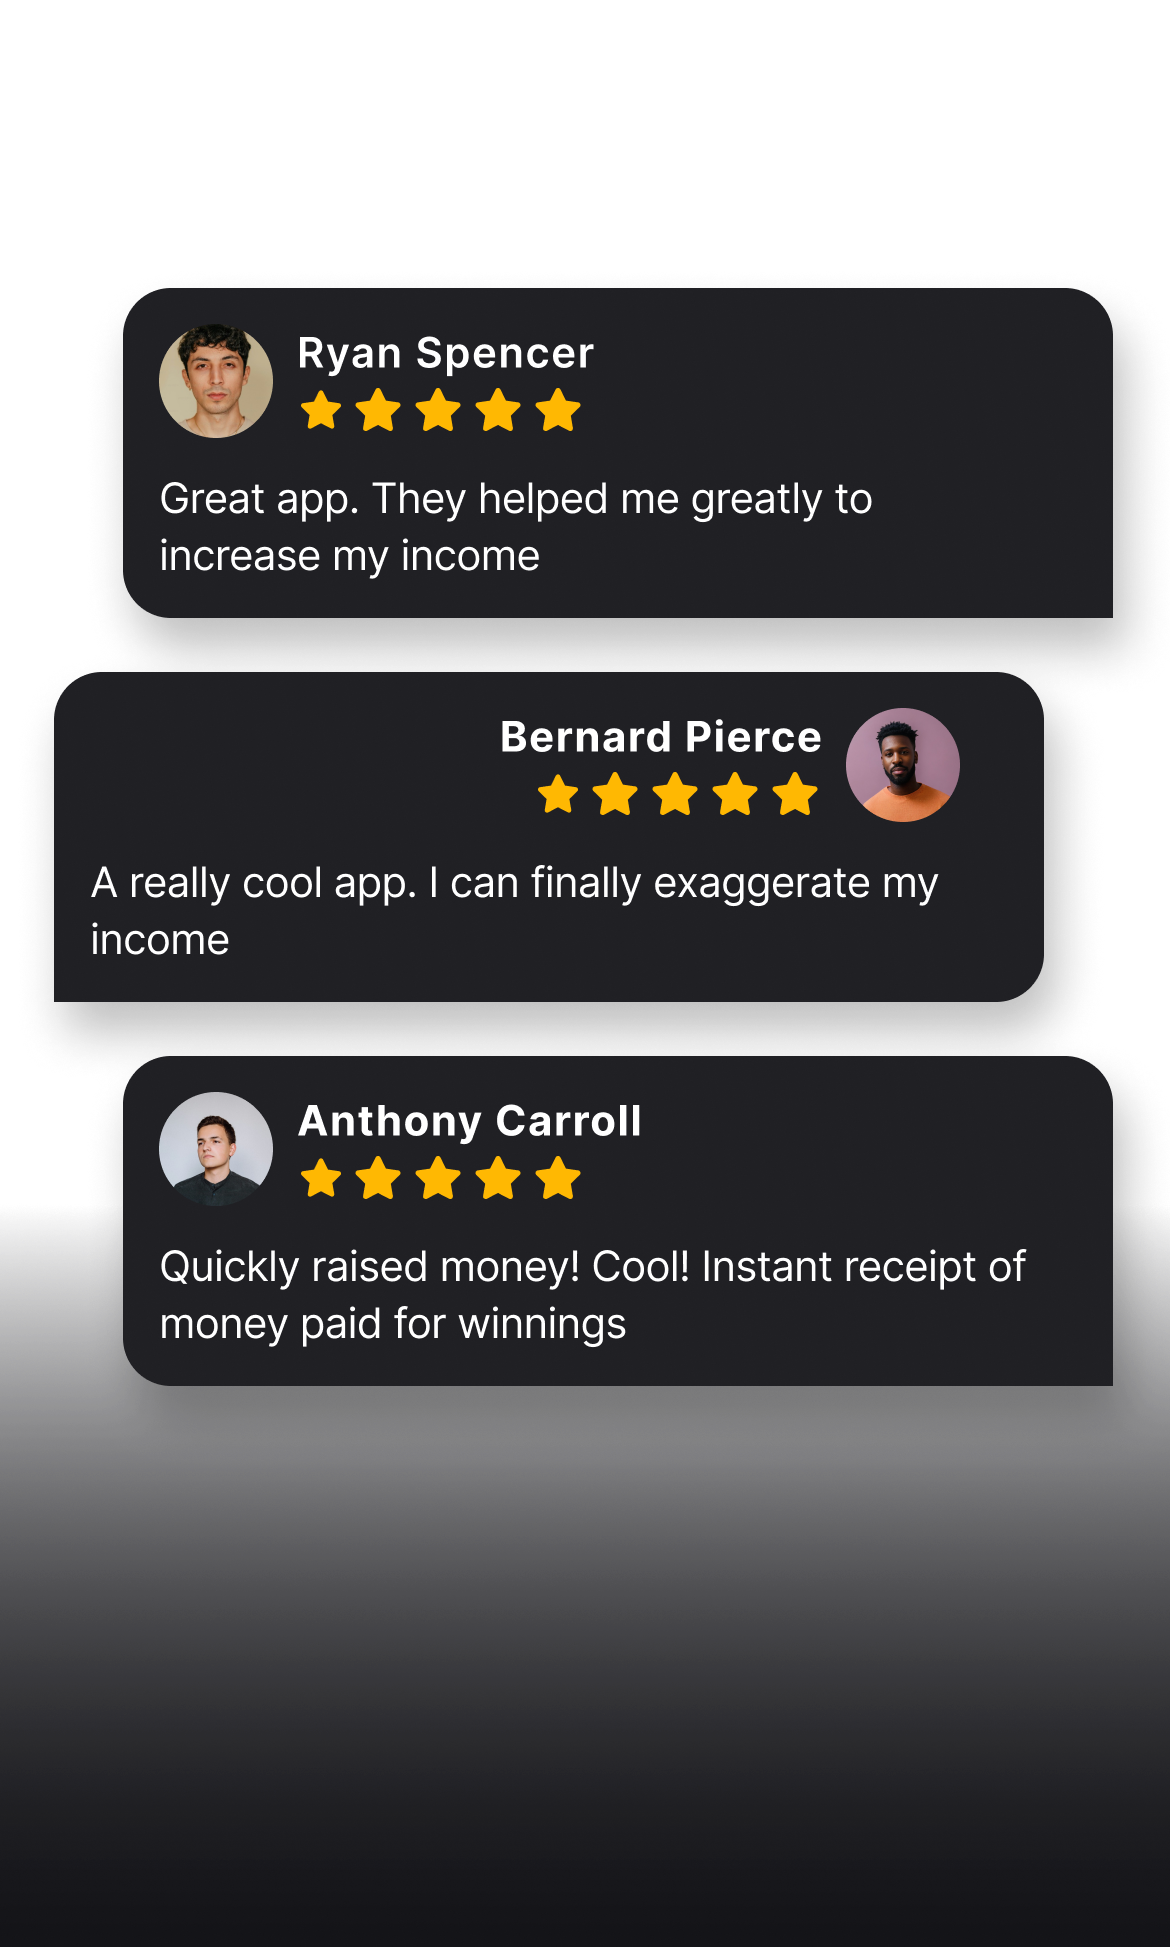 Ryan Spencer
Great app. They helped me greatly to
increase my income
Bernard Pierce
A really cool app. I can finally exaggerate my
income
Anthony Carroll
Quickly raised money! Cool! Instant receipt of
money paid for winnings